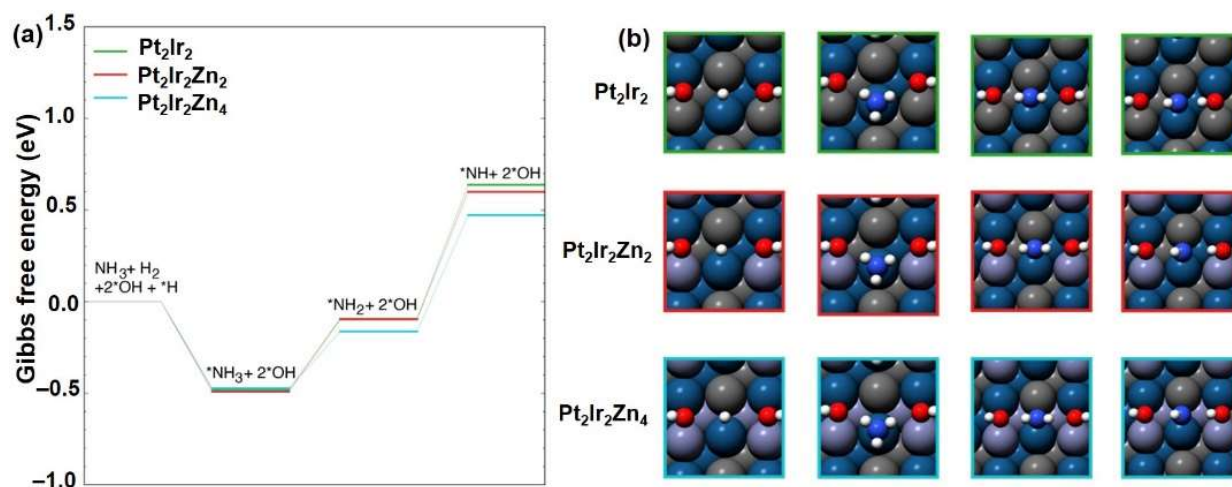 (a)
Pt₂Ir₂
Pt₂Ir₂Zn₂
Pt₂Ir₂Zn₄
Gibbs free energy (eV)
1.5
1.0
0.5
0.0
–0.5
–1.0
NH₃+ H₂
+2*OH + *H
*NH₃+ 2*OH
*NH₂+ 2*OH
*NH+ 2*OH
(b)
Pt₂Ir₂
Pt₂Ir₂Zn₂
Pt₂Ir₂Zn₄